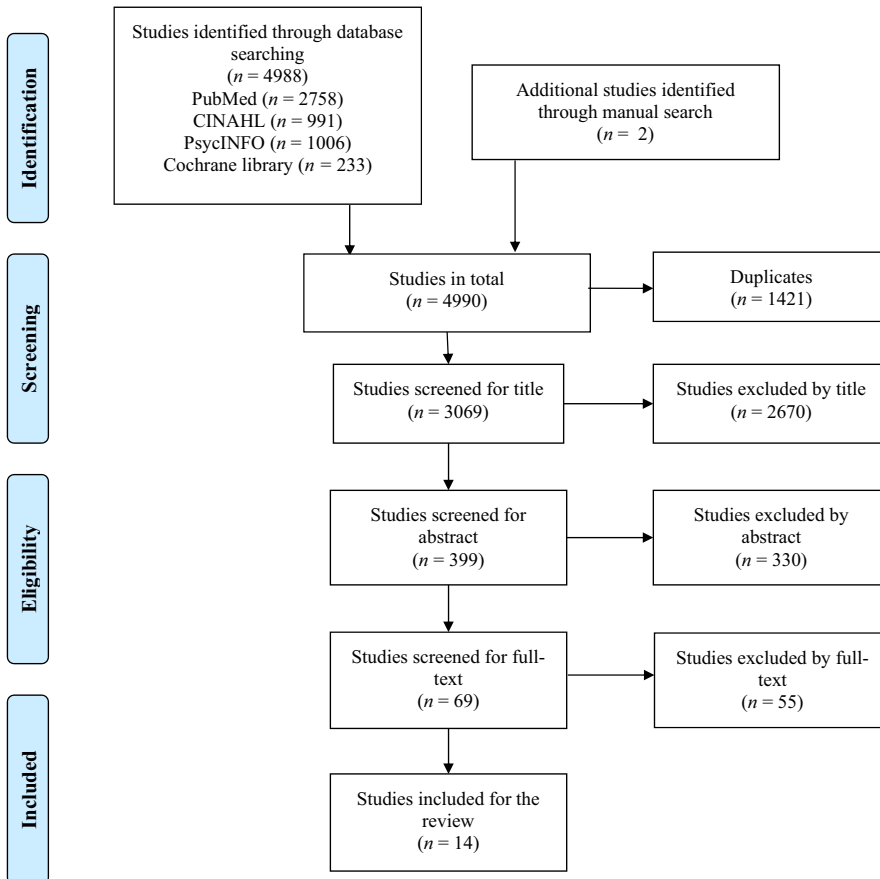 Identification
Studies identified through database
searching
(n = 4988)
PubMed (n = 2758)
CINAHL (n = 991)
PsycINFO (n = 1006)
Cochrane library (n = 233)
Additional studies identified
through manual search
(n = 2)
Screening
Studies in total
(n = 4990)
Duplicates
(n = 1421)
Studies screened for title
(n = 3069)
Studies excluded by title
(n = 2670)
Eligibility
Studies screened for
abstract
(n = 399)
Studies excluded by
abstract
(n = 330)
Studies screened for full-
text
(n = 69)
Studies excluded by full-
text
(n = 55)
Included
Studies included for the
review
(n = 14)